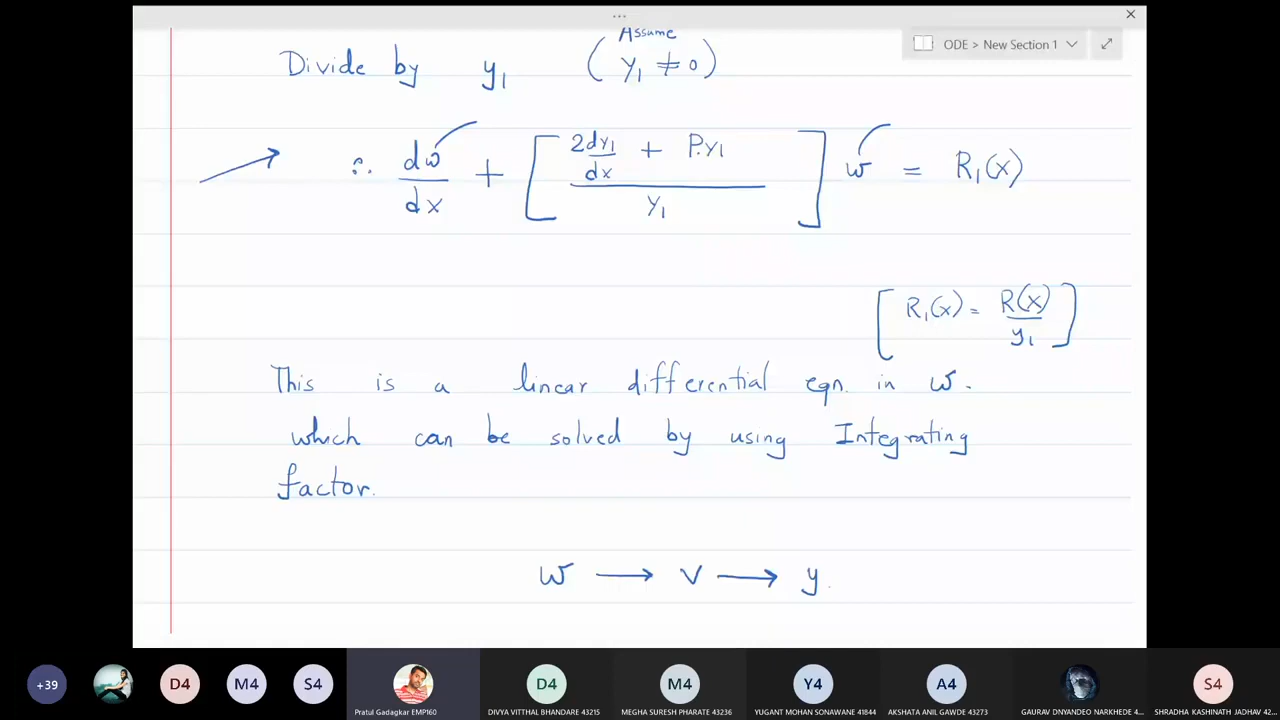 Assume
Divide by y₁ ( y₁ ≠ 0 )
ODE > New Section 1
∴ dw/dx + [ (2dy₁/dx + P.y₁) / y₁ ] w = R₁(x)
[ R₁(x) = R(x)/y₁ ]
This is a linear differential eqn. in w.
which can be solved by using Integrating
factor.
w ⟶ v ⟶ y.
+39
D4
M4
S4
Pratul Gadagkar EMP160
D4
DIVYA VITTHAL BHANDARE 43215
M4
MEGHA SURESH PHARATE 43236
Y4
YUGANT MOHAN SONAWANE 41844
A4
AKSHATA ANIL GAWDE 43273
GAURAV DNYANDEO NARKHEDE 4...
S4
SHRADHA KASHINATH JADHAV 42...